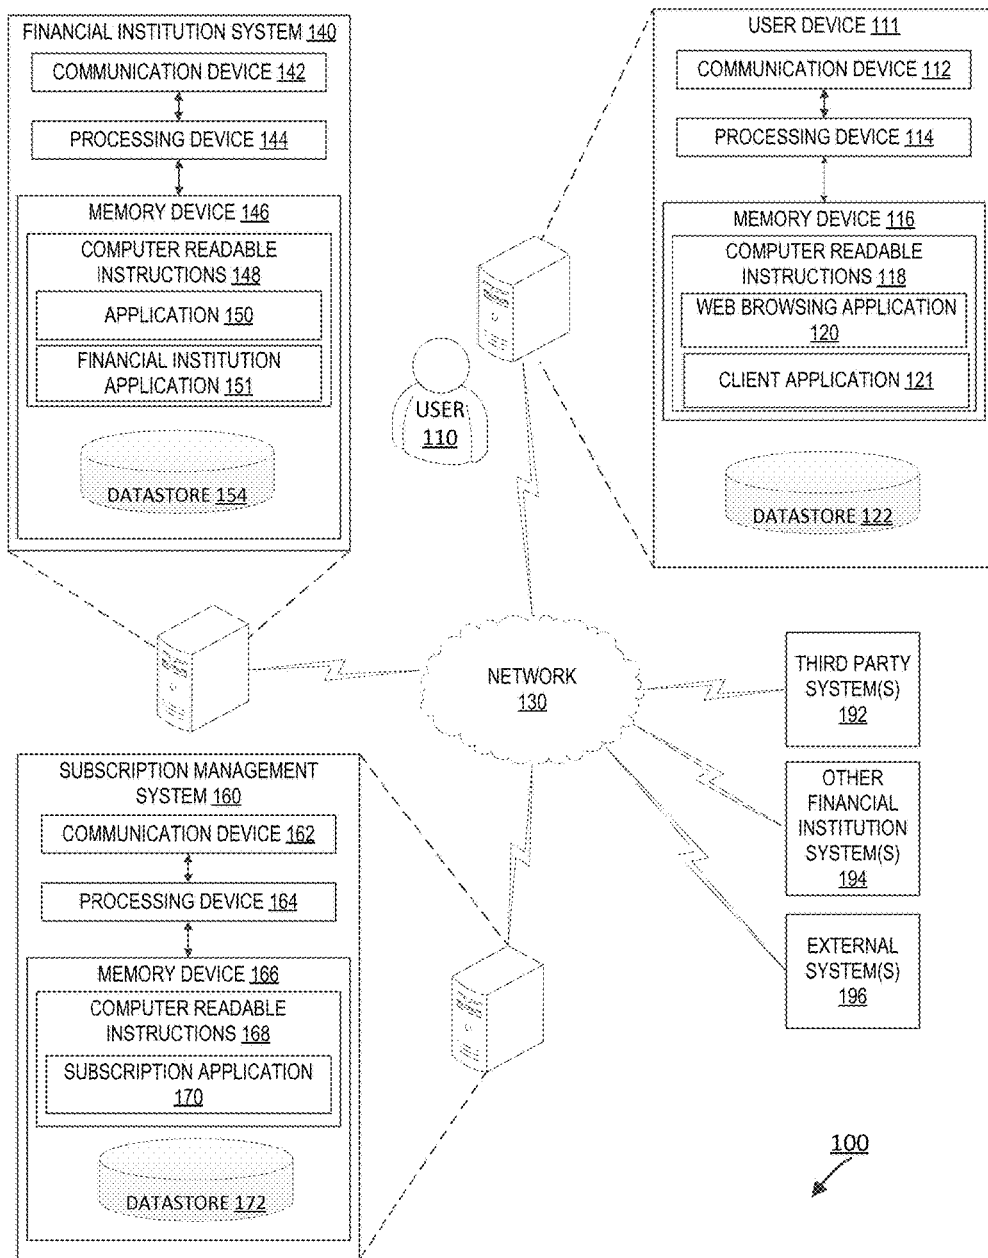 FINANCIAL INSTITUTION SYSTEM 140
COMMUNICATION DEVICE 142
PROCESSING DEVICE 144
MEMORY DEVICE 146
COMPUTER READABLE
INSTRUCTIONS 148
APPLICATION 150
FINANCIAL INSTITUTION
APPLICATION 151
DATASTORE 154
USER DEVICE 111
COMMUNICATION DEVICE 112
PROCESSING DEVICE 114
MEMORY DEVICE 116
COMPUTER READABLE
INSTRUCTIONS 118
WEB BROWSING APPLICATION
120
CLIENT APPLICATION 121
DATASTORE 122
USER
110
NETWORK
130
THIRD PARTY
SYSTEM(S)
192
OTHER
FINANCIAL
INSTITUTION
SYSTEM(S)
194
EXTERNAL
SYSTEM(S)
196
SUBSCRIPTION MANAGEMENT
SYSTEM 160
COMMUNICATION DEVICE 162
PROCESSING DEVICE 164
MEMORY DEVICE 166
COMPUTER READABLE
INSTRUCTIONS 168
SUBSCRIPTION APPLICATION
170
DATASTORE 172
100